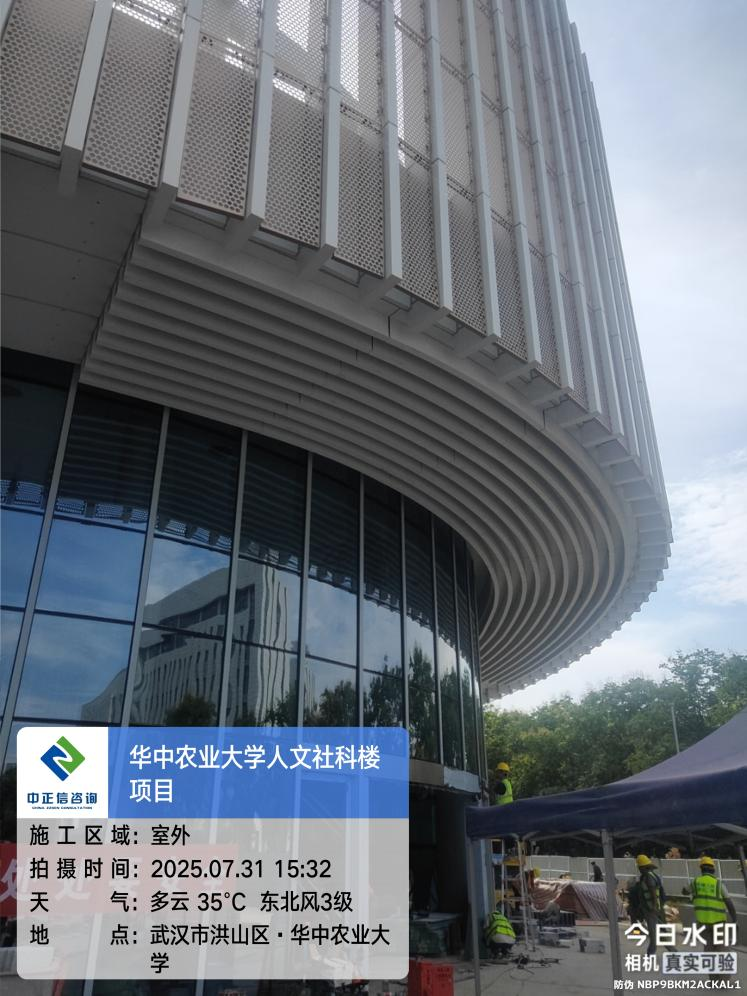 华中农业大学人文社科楼
项目
中正信咨询
施工区域：室外
拍摄时间：2025.07.31 15:32
天气：多云 35°C 东北风3级
地点：武汉市洪山区·华中农业大
学
今日水印
相机 真实可验
防伪 NBP9BKM2ACKAL1